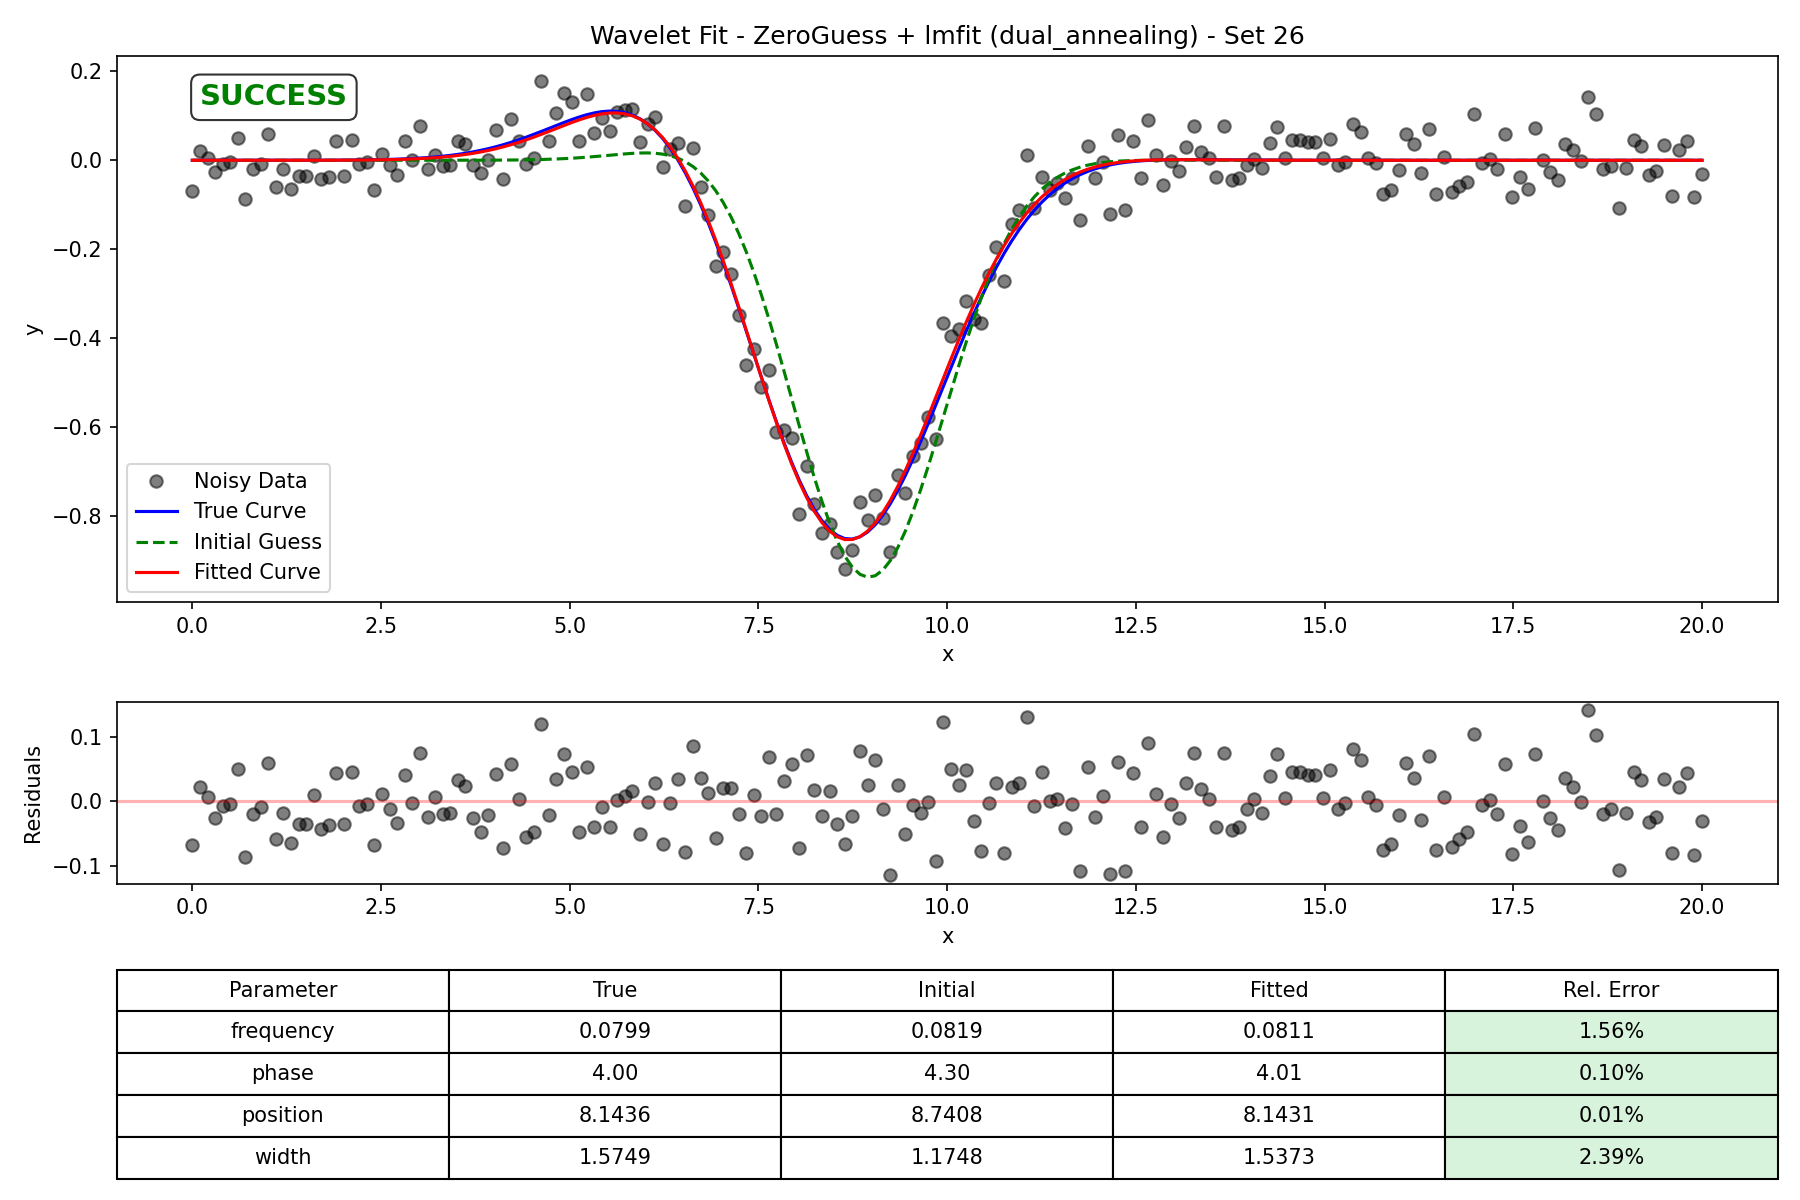 Wavelet Fit - ZeroGuess + lmfit (dual_annealing) - Set 26
SUCCESS
0.2
0.0
−0.2
−0.4
−0.6
−0.8
y
Noisy Data
True Curve
Initial Guess
Fitted Curve
0.0 2.5 5.0 7.5 10.0 12.5 15.0 17.5 20.0
x
0.1
0.0
−0.1
Residuals
0.0 2.5 5.0 7.5 10.0 12.5 15.0 17.5 20.0
x
Parameter True Initial Fitted Rel. Error
frequency 0.0799 0.0819 0.0811 1.56%
phase 4.00 4.30 4.01 0.10%
position 8.1436 8.7408 8.1431 0.01%
width 1.5749 1.1748 1.5373 2.39%